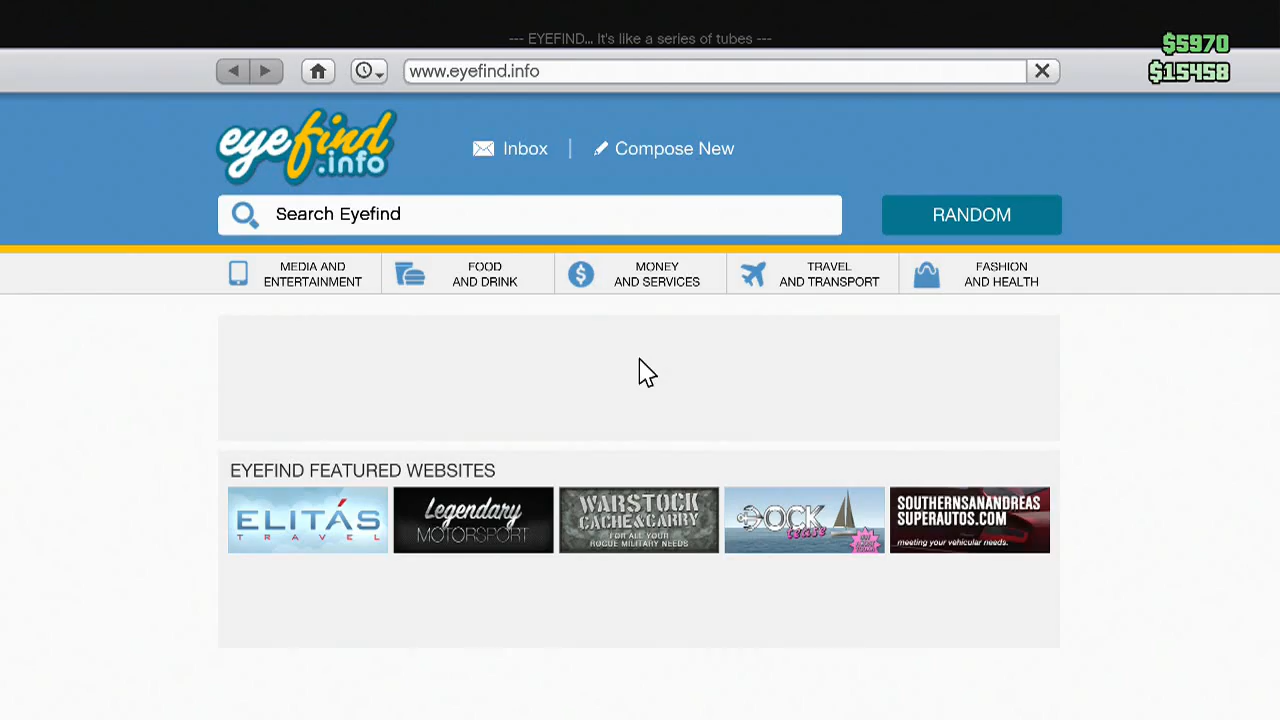 --- EYEFIND... It's like a series of tubes ---
$5970
$15458
www.eyefind.info
eyefind
.info
Inbox
Compose New
Search Eyefind
RANDOM
MEDIA AND
ENTERTAINMENT
FOOD
AND DRINK
MONEY
AND SERVICES
TRAVEL
AND TRANSPORT
FASHION
AND HEALTH
EYEFIND FEATURED WEBSITES
ELITÁS
TRAVEL
Legendary
MOTORSPORT
WARSTOCK
CACHE&CARRY
FOR ALL YOUR
ROGUE MILITARY NEEDS
DOCK
tease
SOUTHERNSANANDREAS
SUPERAUTOS.COM
meeting your vehicular needs.